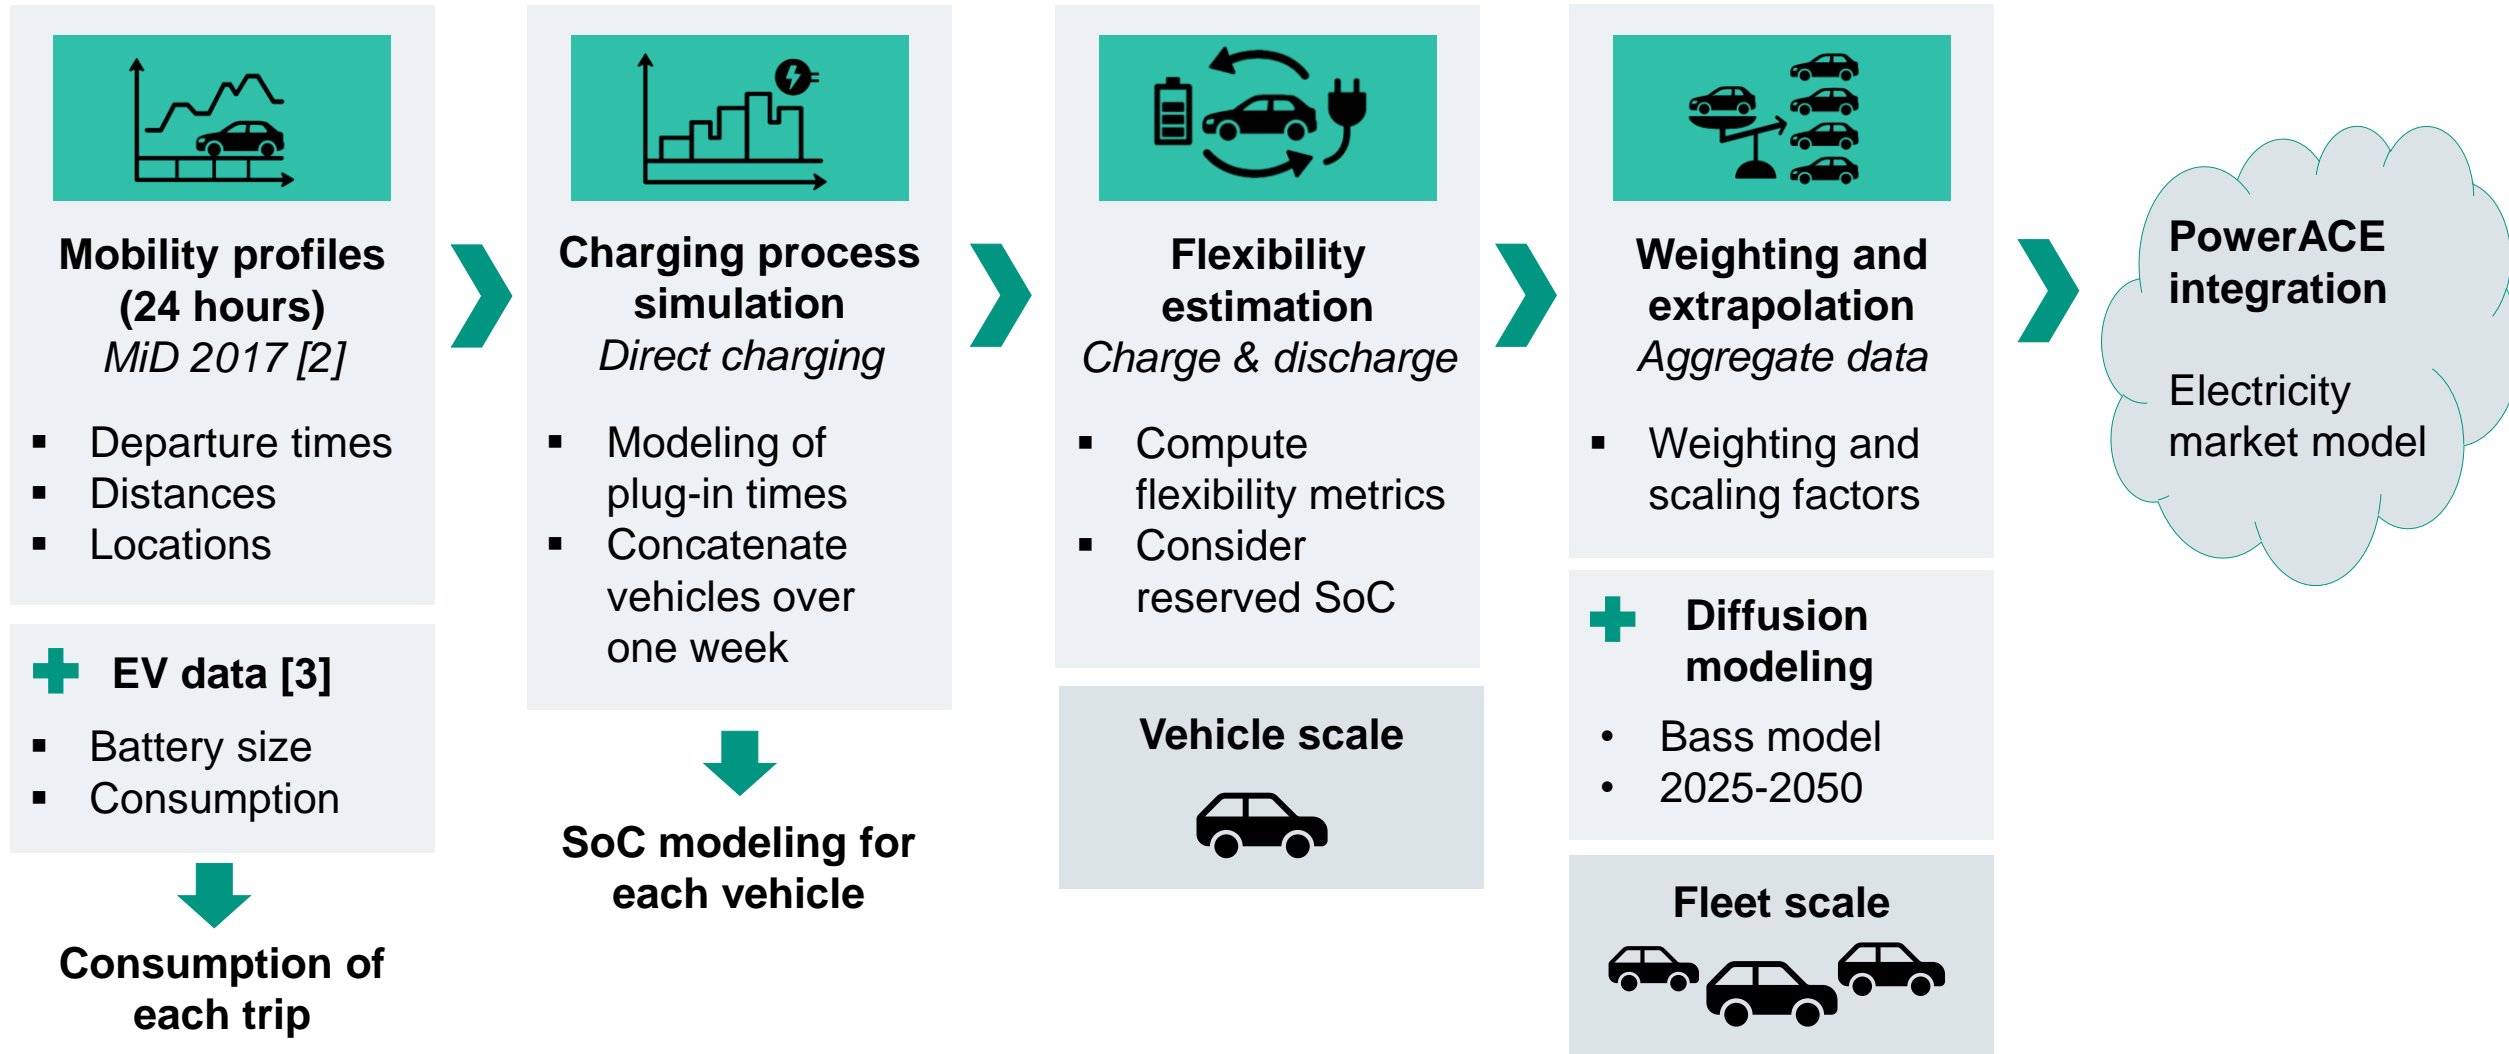 Mobility profiles
(24 hours)
MiD 2017 [2]
▪ Departure times
▪ Distances
▪ Locations
EV data [3]
▪ Battery size
▪ Consumption
Consumption of
each trip
Charging process
simulation
Direct charging
▪ Modeling of
plug-in times
▪ Concatenate
vehicles over
one week
SoC modeling for
each vehicle
Flexibility
estimation
Charge & discharge
▪ Compute
flexibility metrics
▪ Consider
reserved SoC
Vehicle scale
Weighting and
extrapolation
Aggregate data
▪ Weighting and
scaling factors
Diffusion
modeling
• Bass model
• 2025-2050
Fleet scale
PowerACE
integration
Electricity
market model